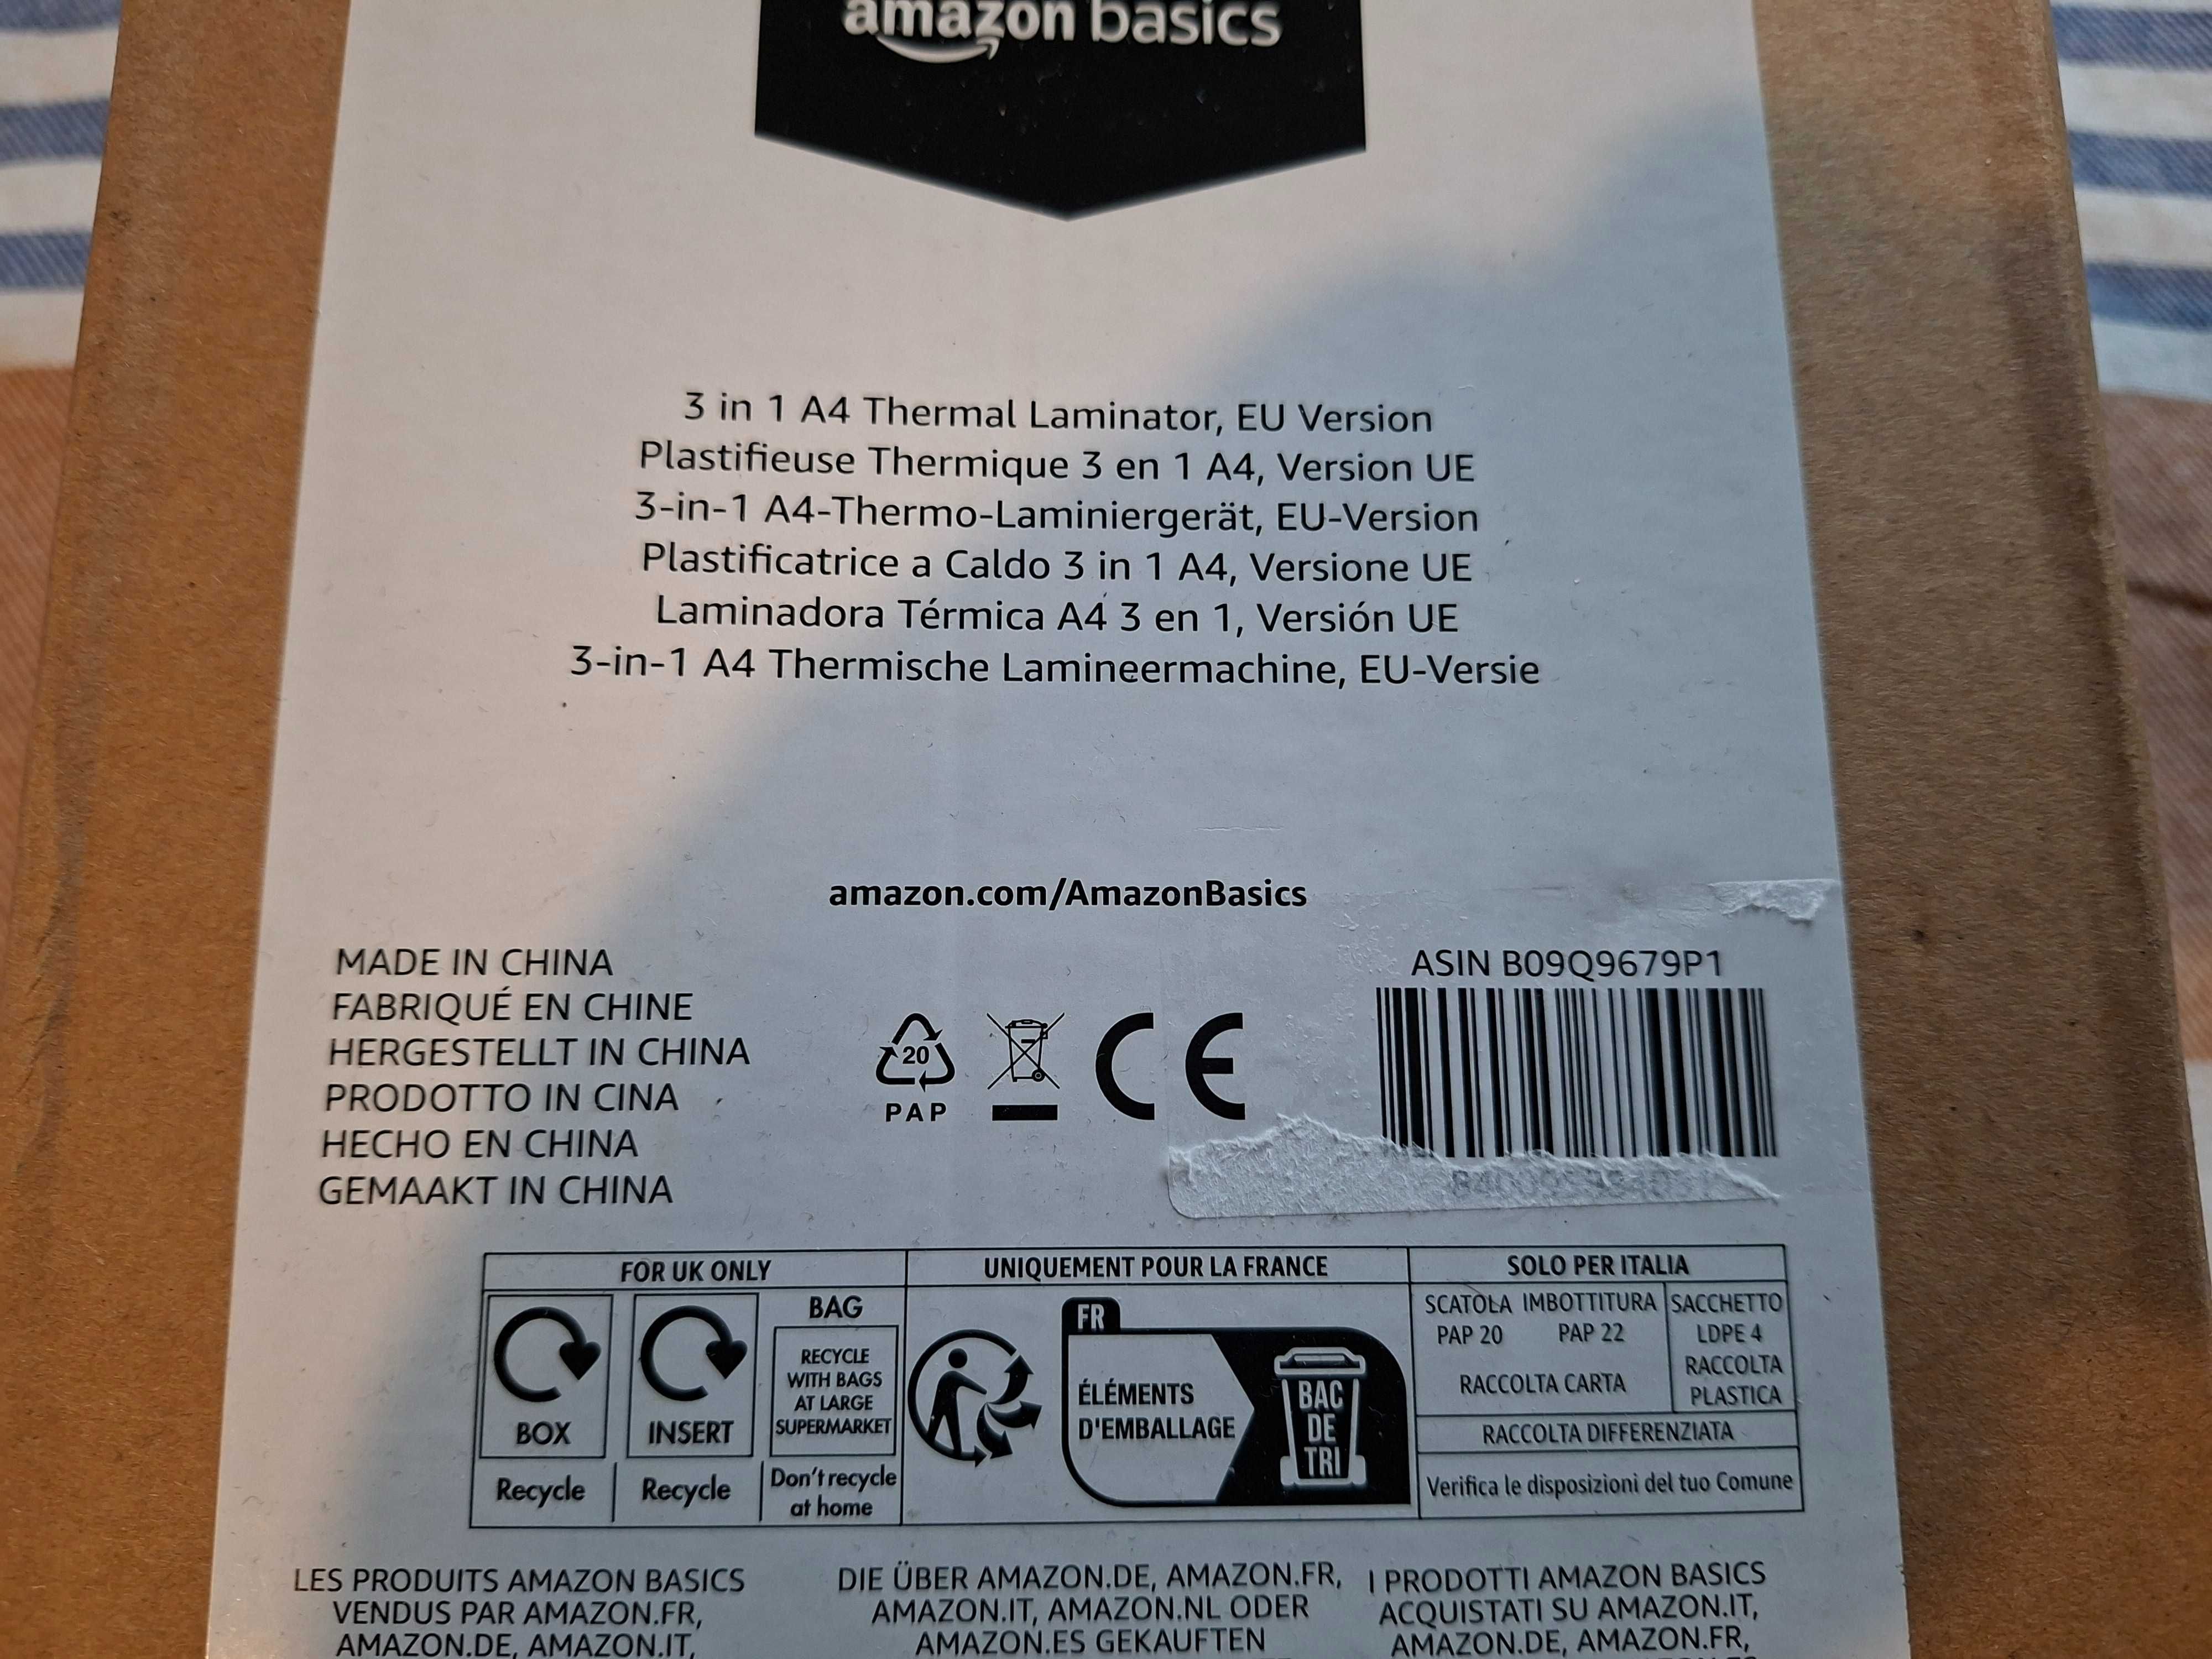 amazon basics
3 in 1 A4 Thermal Laminator, EU Version
Plastifieuse Thermique 3 en 1 A4, Version UE
3-in-1 A4-Thermo-Laminiergerät, EU-Version
Plastificatrice a Caldo 3 in 1 A4, Versione UE
Laminadora Térmica A4 3 en 1, Versión UE
3-in-1 A4 Thermische Lamineermachine, EU-Versie
amazon.com/AmazonBasics
MADE IN CHINA
FABRIQUÉ EN CHINE
HERGESTELLT IN CHINA
PRODOTTO IN CINA
HECHO EN CHINA
GEMAAKT IN CHINA
20
PAP
CE
ASIN B09Q9679P1
FOR UK ONLY
BOX
Recycle
INSERT
Recycle
BAG
RECYCLE
WITH BAGS
AT LARGE
SUPERMARKET
Don't recycle
at home
UNIQUEMENT POUR LA FRANCE
FR
ÉLÉMENTS
D'EMBALLAGE
BAC
DE
TRI
SOLO PER ITALIA
SCATOLA IMBOTTITURA
PAP 20 PAP 22
RACCOLTA CARTA
SACCHETTO
LDPE 4
RACCOLTA
PLASTICA
RACCOLTA DIFFERENZIATA
Verifica le disposizioni del tuo Comune
LES PRODUITS AMAZON BASICS
VENDUS PAR AMAZON.FR,
AMAZON.DE, AMAZON.IT,
DIE ÜBER AMAZON.DE, AMAZON.FR,
AMAZON.IT, AMAZON.NL ODER
AMAZON.ES GEKAUFTEN
I PRODOTTI AMAZON BASICS
ACQUISTATI SU AMAZON.IT,
AMAZON.DE, AMAZON.FR,